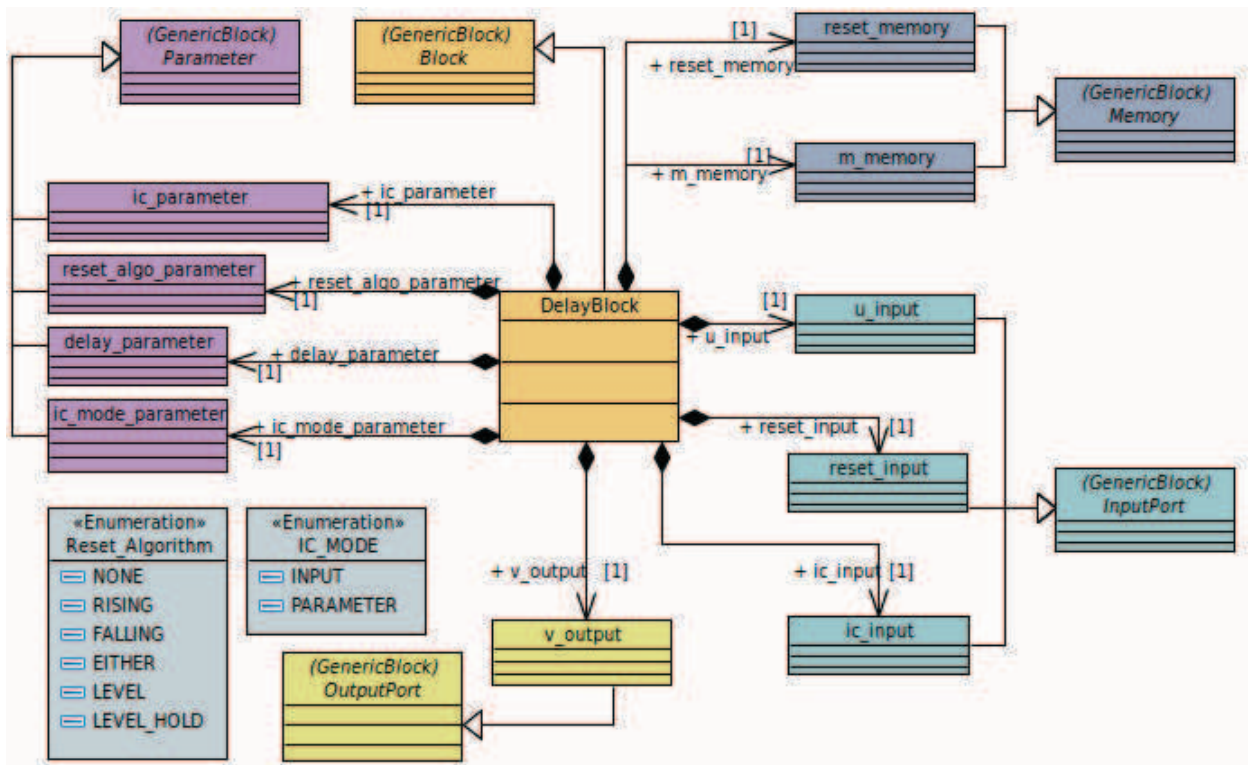 (GenericBlock)
Parameter
(GenericBlock)
Block
[1]
+ reset_memory
reset_memory
(GenericBlock)
Memory
[1]
+ m_memory
m_memory
ic_parameter
+ ic_parameter
[1]
reset_algo_parameter
+ reset_algo_parameter
[1]
delay_parameter
+ delay_parameter
[1]
ic_mode_parameter
+ ic_mode_parameter
[1]
DelayBlock
[1]
+ u_input
u_input
+ reset_input
[1]
reset_input
(GenericBlock)
InputPort
+ ic_input [1]
ic_input
+ v_output [1]
v_output
(GenericBlock)
OutputPort
«Enumeration»
Reset_Algorithm
NONE
RISING
FALLING
EITHER
LEVEL
LEVEL_HOLD
«Enumeration»
IC_MODE
INPUT
PARAMETER